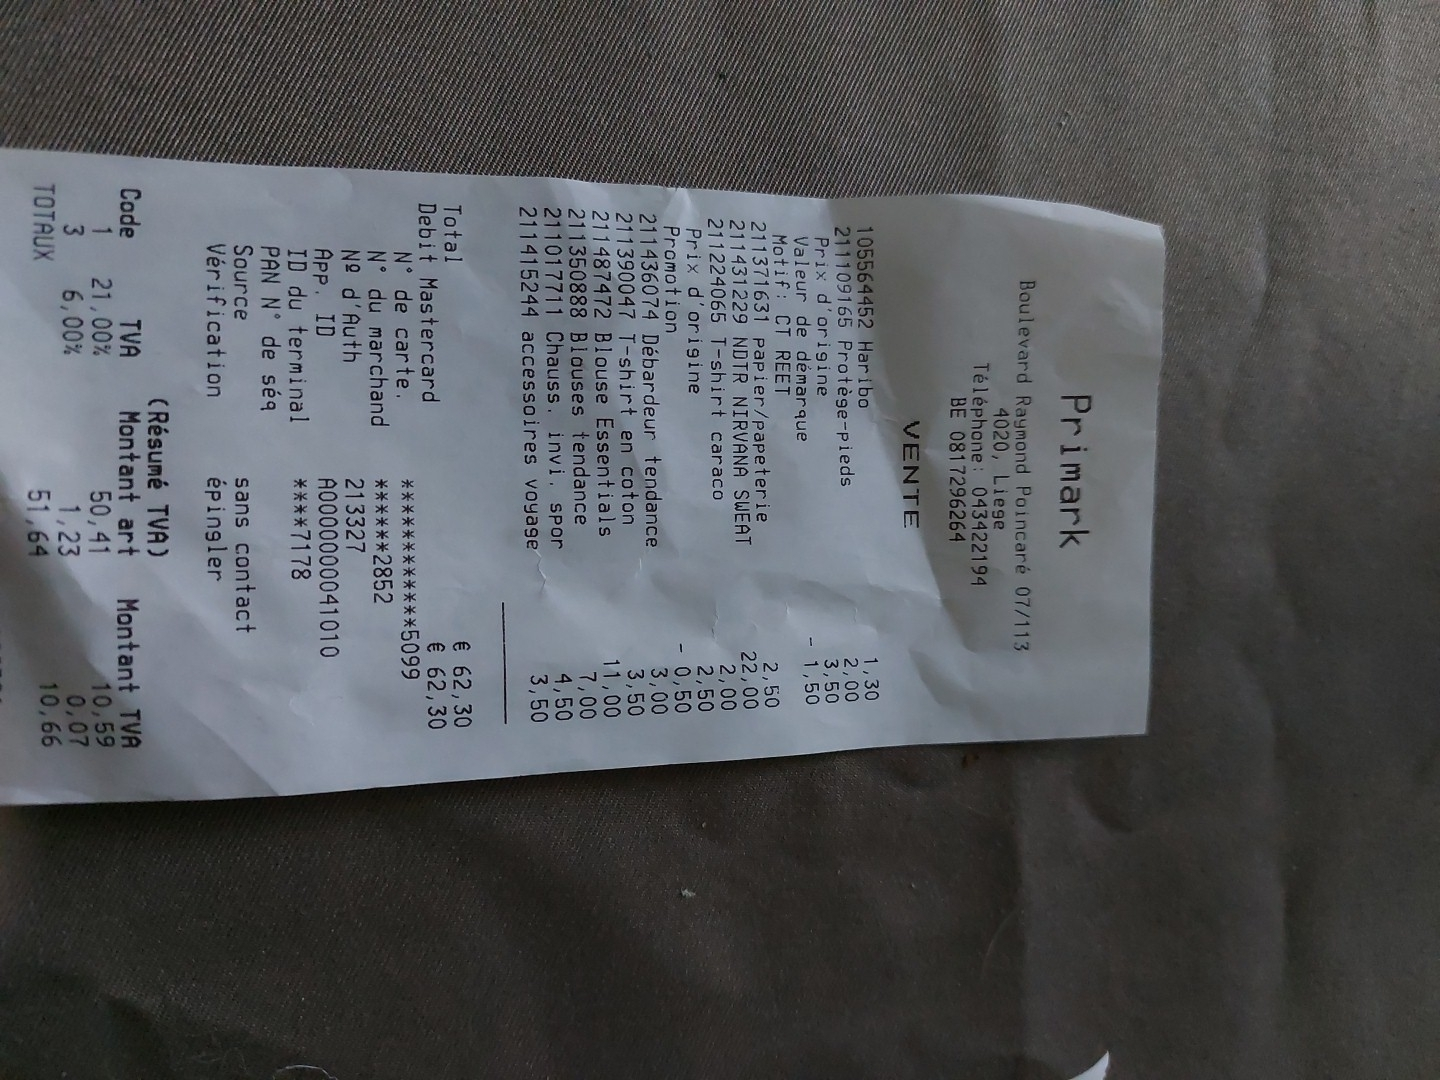 Primark
Boulevard Raymond Poincaré 07/113
4020, Liege
Téléphone: 043422194
BE 0817296264
VENTE
105564452 Haribo 1,30
211109165 Protège-pieds 2,00
Prix d'origine 3,50
Valeur de démarque - 1,50
Motif: CT REET
211371631 papier/papeterie 2,50
211431229 NDTR NIRVANA SWEAT 22,00
211224065 T-shirt caraco 2,00
Prix d'origine 2,50
Promotion - 0,50
211436074 Débardeur tendance 3,00
211390047 T-shirt en coton 3,50
211487472 Blouse Essentials 11,00
211350888 Blouses tendance 7,00
211017711 Chauss. invi. spor 4,50
211415244 accessoires voyage 3,50
Total € 62,30
Debit Mastercard € 62,30
N° de carte. ************5099
N° du marchand ******2852
Nº d'Auth 213327
App. ID A0000000041010
ID du terminal ****7178
PAN N° de séq
Source sans contact
Vérification épingler
(Résumé TVA)
Code TVA Montant art Montant TVA
1 21,00% 50,41 10,59
3 6,00% 1,23 0,07
TOTAUX 51,64 10,66